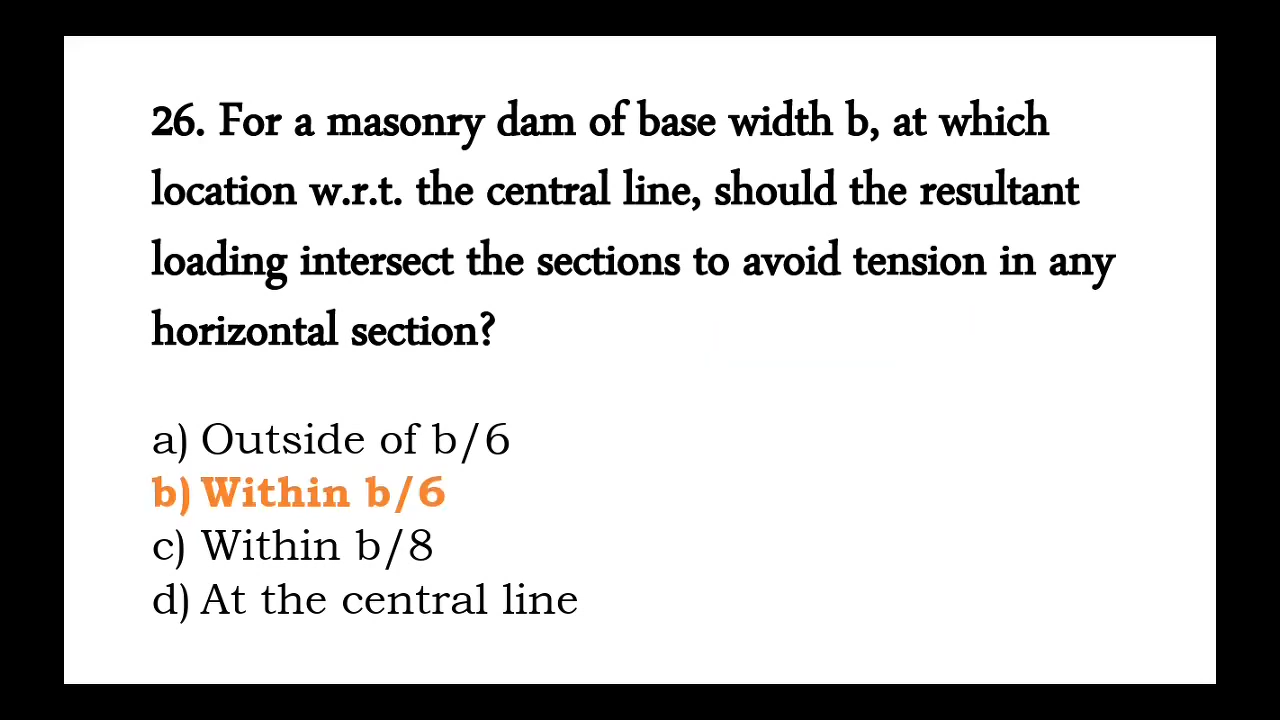 26. For a masonry dam of base width b, at which
location w.r.t. the central line, should the resultant
loading intersect the sections to avoid tension in any
horizontal section?
a) Outside of b/6
b) Within b/6
c) Within b/8
d) At the central line